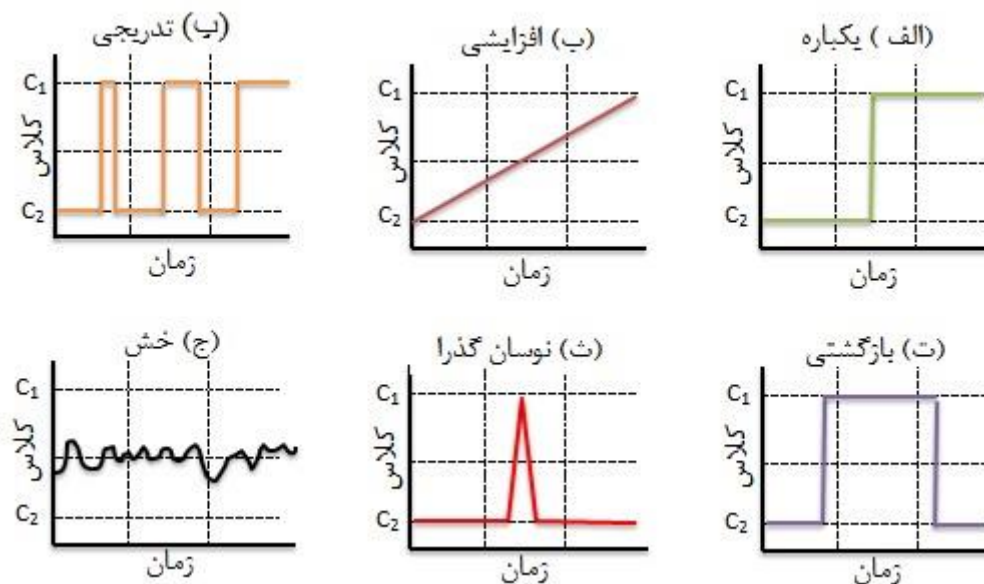 الف ) یکباره
C₁
کلاس
C₂
زمان
ب) افزایشی
C₁
کلاس
C₂
زمان
پ) تدریجی
C₁
کلاس
C₂
زمان
ت) بازگشتی
C₁
کلاس
C₂
زمان
ث) نوسان گذرا
C₁
کلاس
C₂
زمان
ج) خش
C₁
کلاس
C₂
زمان